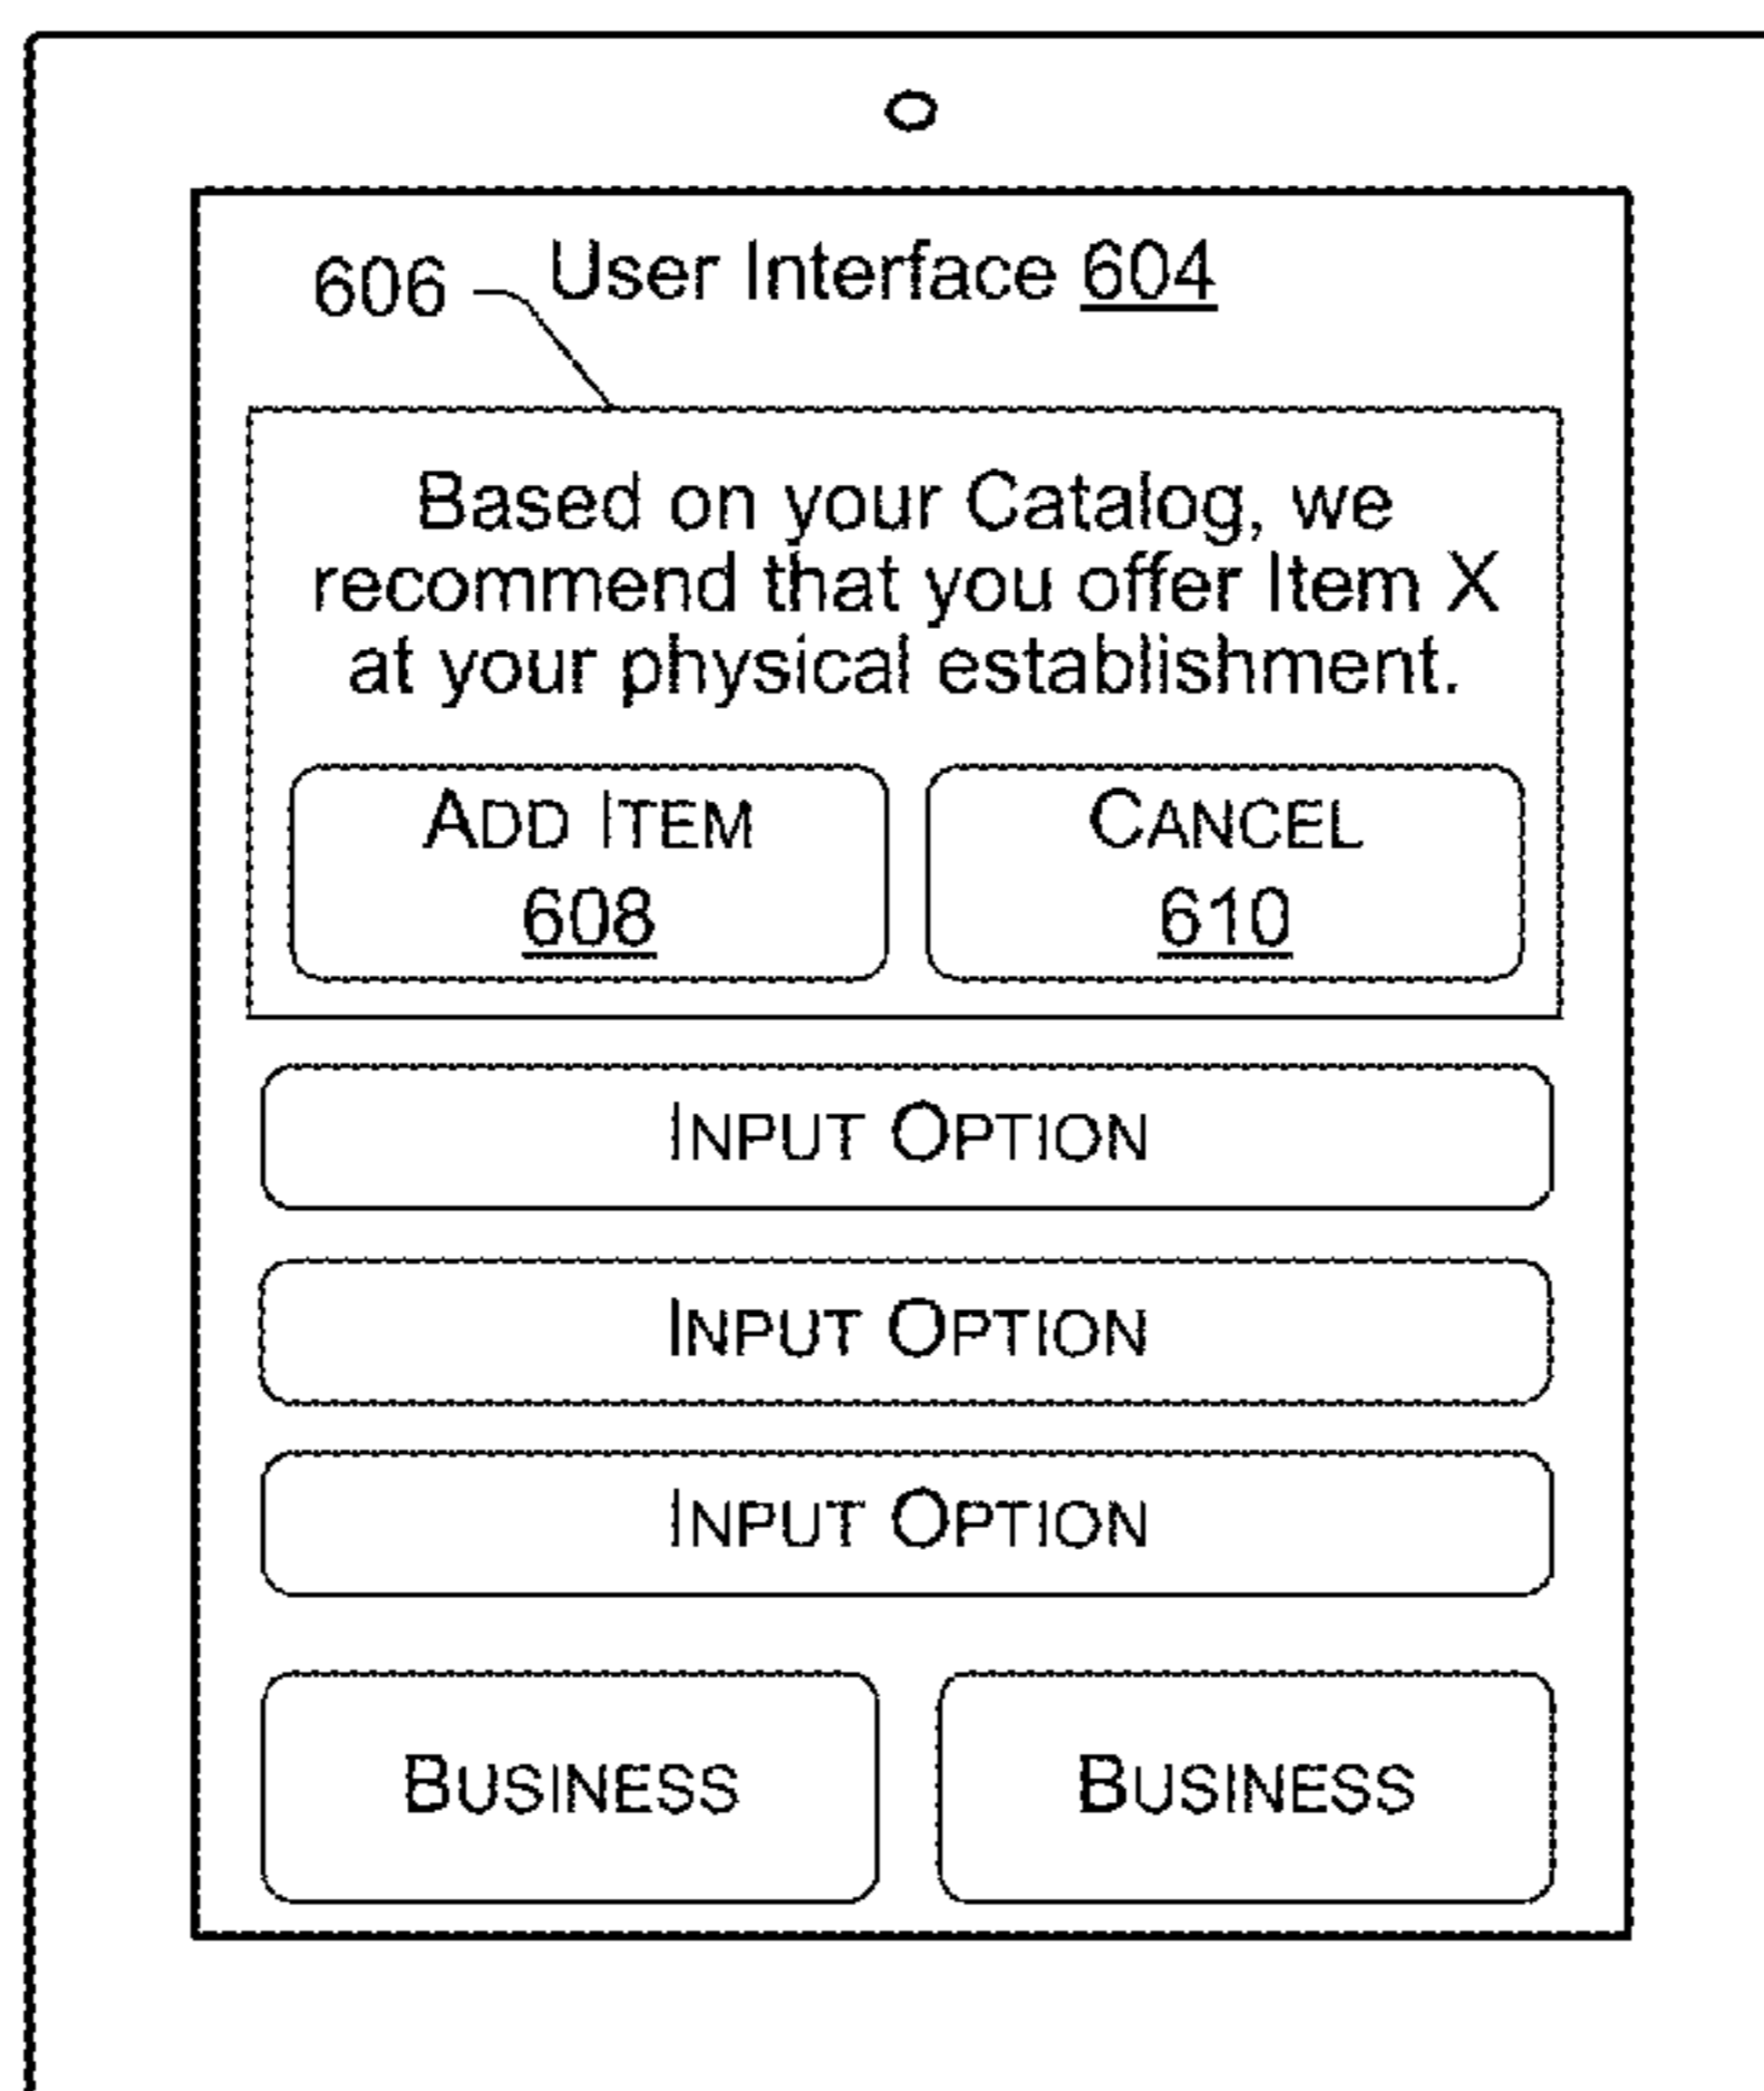 606 User Interface 604
Based on your Catalog, we
recommend that you offer Item X
at your physical establishment.
ADD ITEM
608
CANCEL
610
INPUT OPTION
INPUT OPTION
INPUT OPTION
BUSINESS
BUSINESS